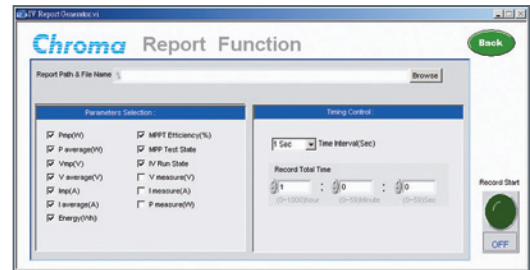 IV Report Generator.vi
Chroma Report Function
Back
Report Path & File Name
Browse
Parameters Selection :
Pmp(W)
P average(W)
Vmp(V)
V average(V)
Imp(A)
I average(A)
Energy(Wh)
MPPT Efficiency(%)
MPP Test State
IV Run State
V measure(V)
I measure(A)
P measure(W)
Timing Control :
1 Sec Time Interval(Sec)
Record Total Time
1 : 0 : 0
(0~1000)Hour (0~59)Minute (0~59)Sec
Record Start
OFF